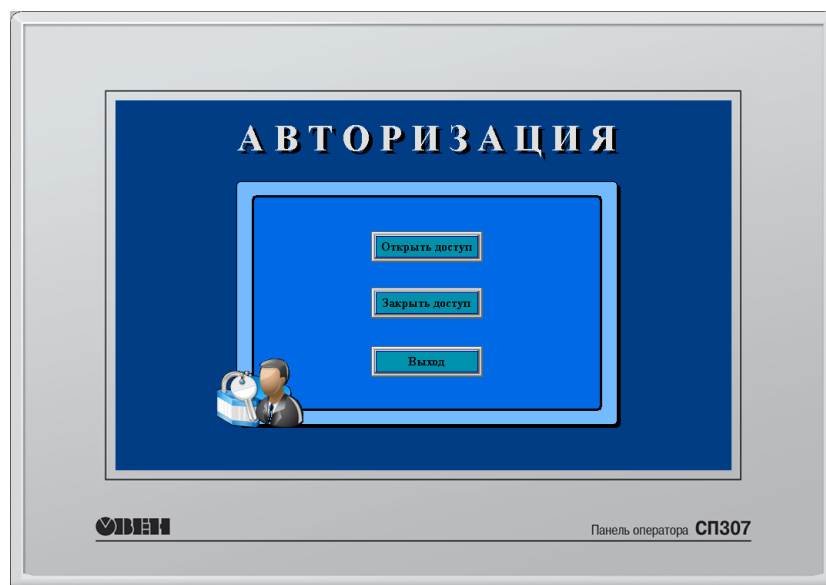 АВТОРИЗАЦИЯ
Открыть доступ
Закрыть доступ
Выход
ОВЕН
Панель оператора СП307